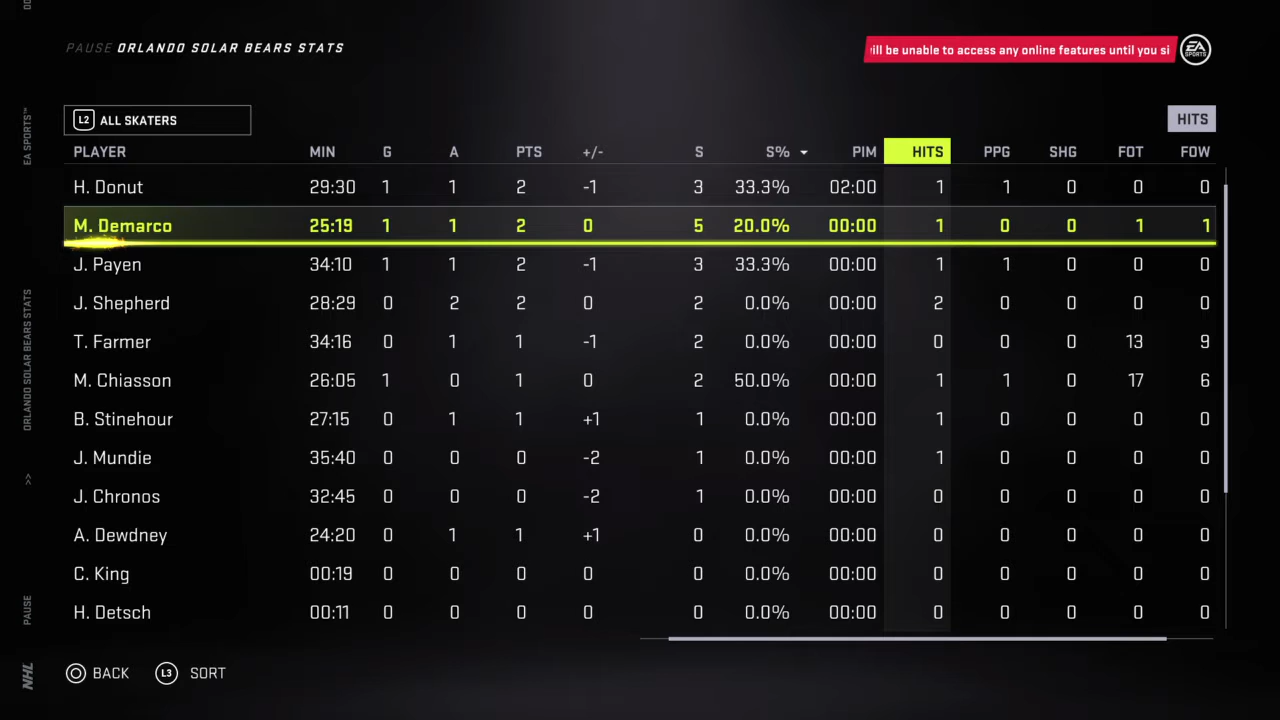 PAUSE ORLANDO SOLAR BEARS STATS
ill be unable to access any online features until you si
EA SPORTS
L2 ALL SKATERS
HITS
PLAYER MIN G A PTS +/- S S% PIM HITS PPG SHG FOT FOW
H. Donut 29:30 1 1 2 -1 3 33.3% 02:00 1 1 0 0 0
M. Demarco 25:19 1 1 2 0 5 20.0% 00:00 1 0 0 1 1
J. Payen 34:10 1 1 2 -1 3 33.3% 00:00 1 1 0 0 0
J. Shepherd 28:29 0 2 2 0 2 0.0% 00:00 2 0 0 0 0
T. Farmer 34:16 0 1 1 -1 2 0.0% 00:00 0 0 0 13 9
M. Chiasson 26:05 1 0 1 0 2 50.0% 00:00 1 1 0 17 6
B. Stinehour 27:15 0 1 1 +1 1 0.0% 00:00 1 0 0 0 0
J. Mundie 35:40 0 0 0 -2 1 0.0% 00:00 1 0 0 0 0
J. Chronos 32:45 0 0 0 -2 1 0.0% 00:00 0 0 0 0 0
A. Dewdney 24:20 0 1 1 +1 0 0.0% 00:00 0 0 0 0 0
C. King 00:19 0 0 0 0 0 0.0% 00:00 0 0 0 0 0
H. Detsch 00:11 0 0 0 0 0 0.0% 00:00 0 0 0 0 0
BACK L3 SORT
NHL PAUSE >> ORLANDO SOLAR BEARS STATS EA SPORTS™